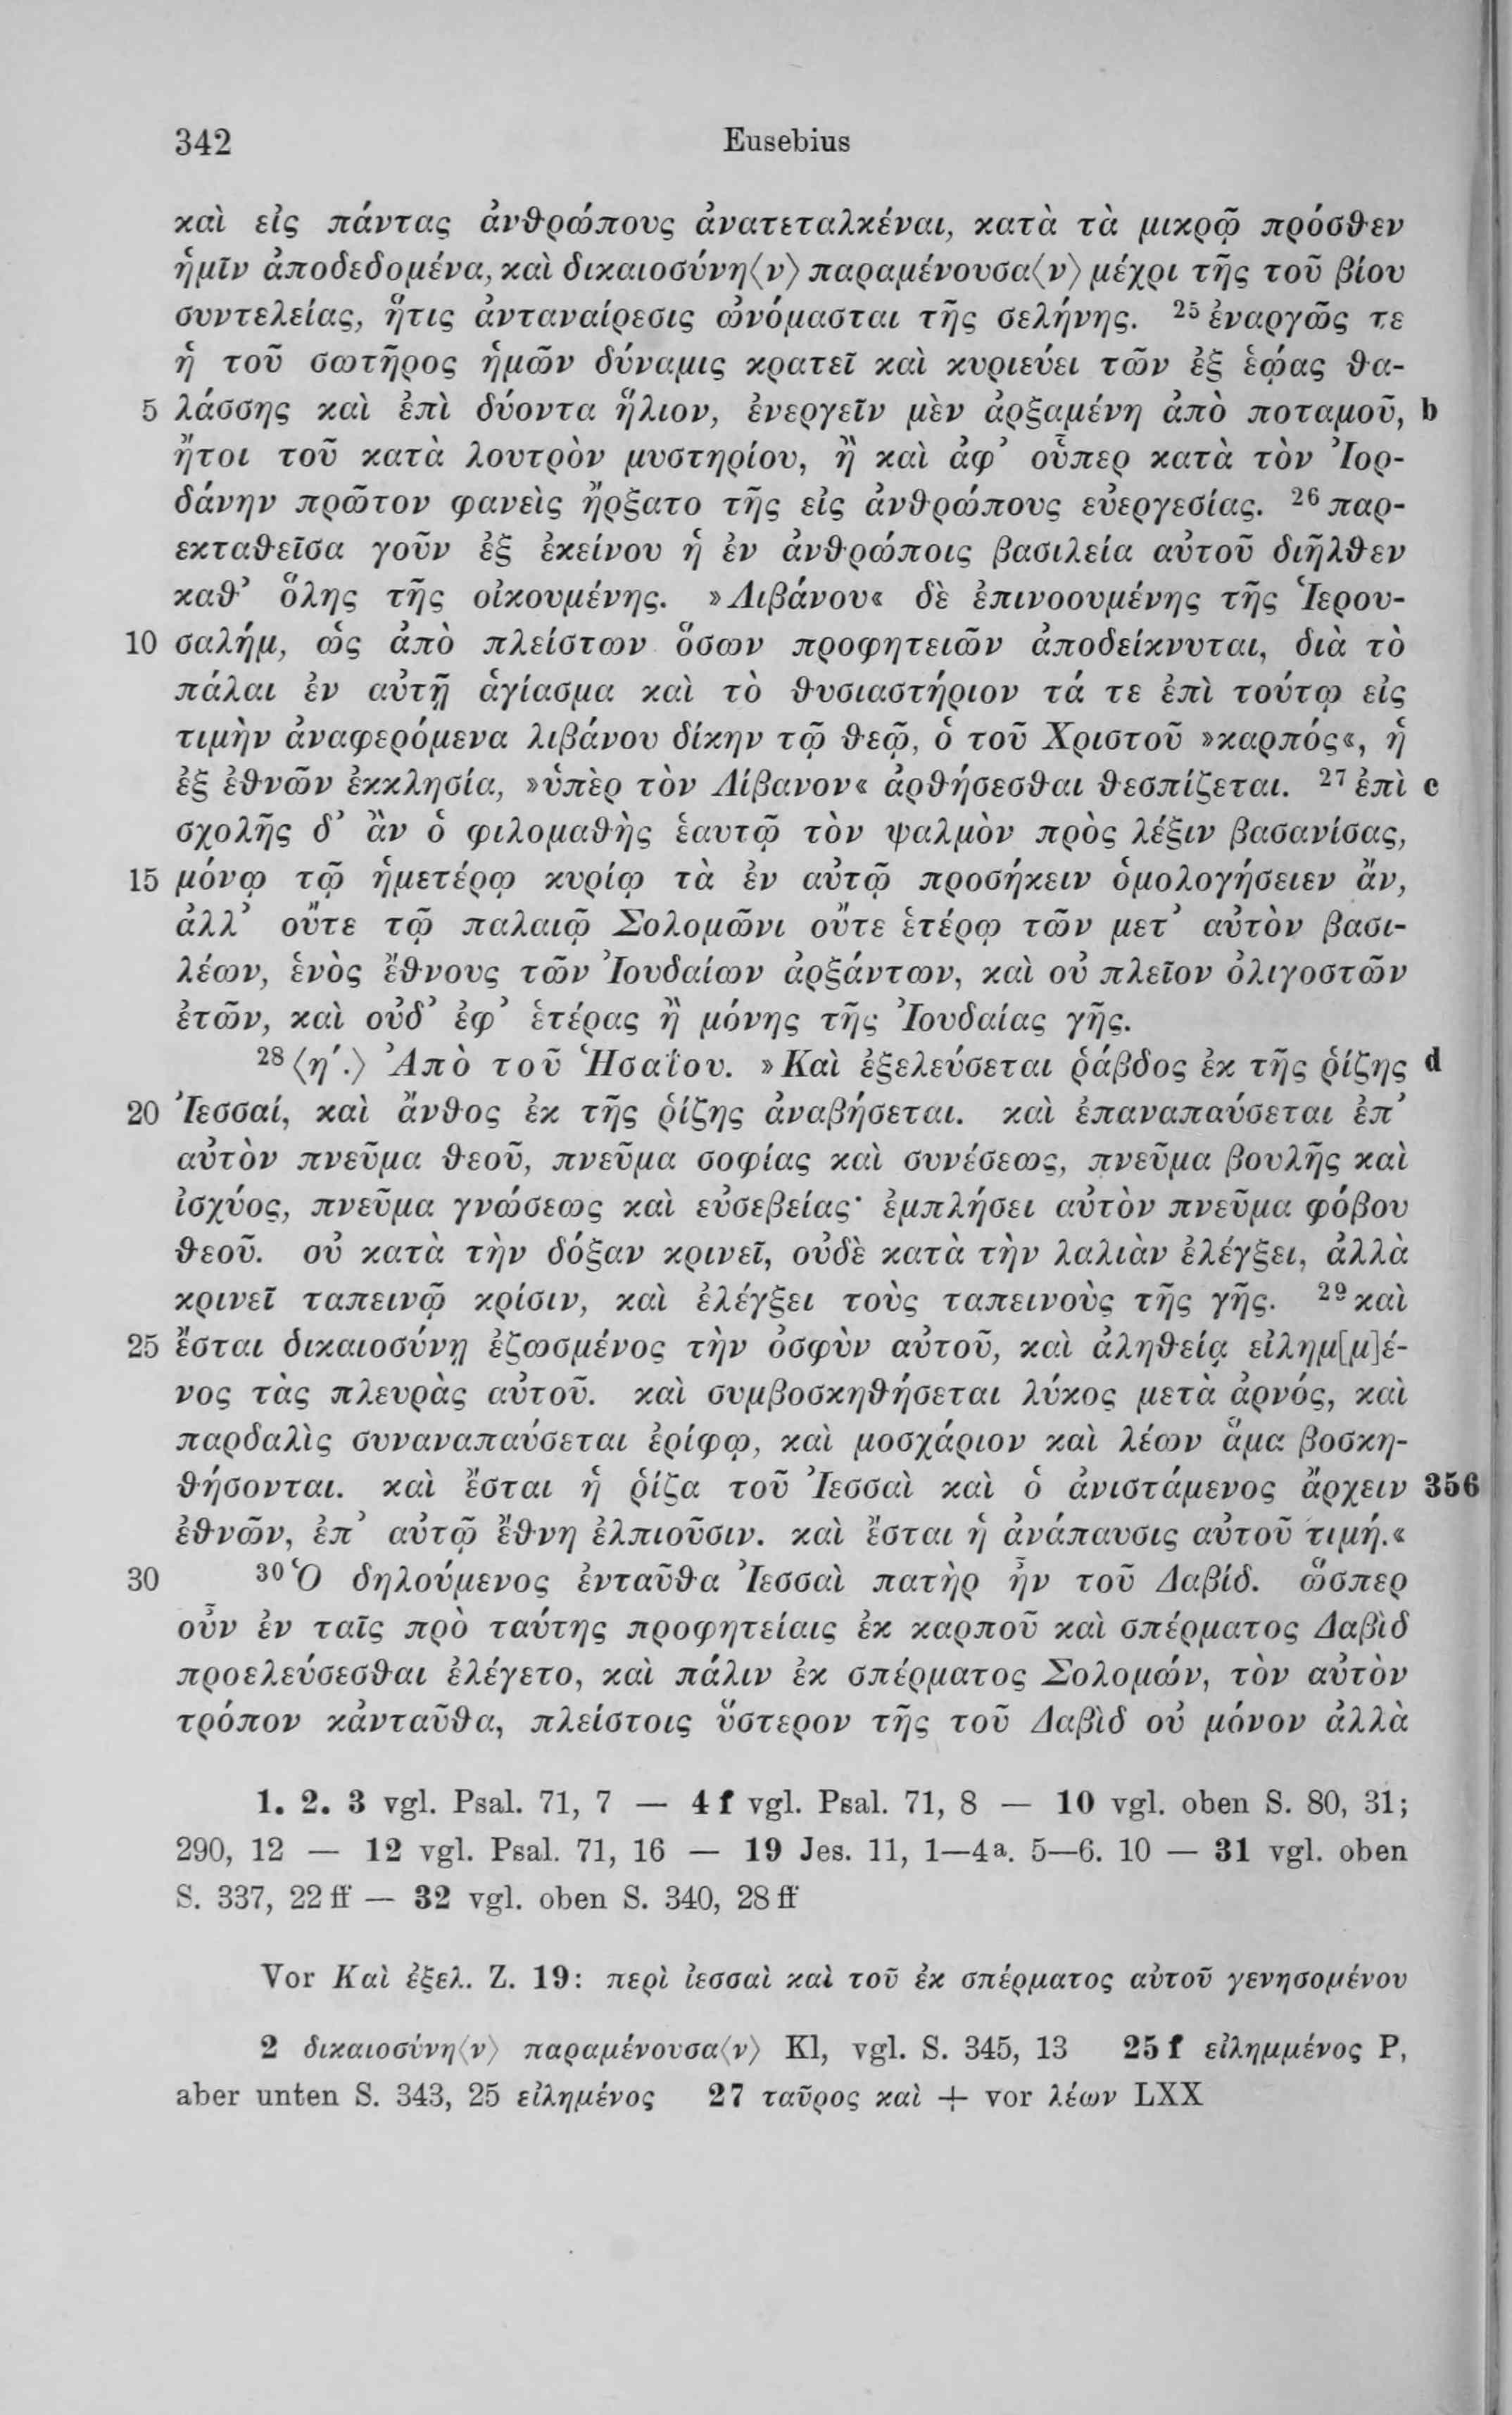 342 Eusebius
καὶ εἰς πάντας ἀνθρώπους ἀνατεταλκέναι, κατὰ τὰ μικρῷ πρόσθεν
ἡμῖν ἀποδεδομένα, καὶ δικαιοσύνη⟨ν⟩ παραμένουσα⟨ν⟩ μέχρι τῆς τοῦ βίου
συντελείας, ἥτις ἀνταναίρεσις ὠνόμασται τῆς σελήνης. ²⁵ ἐναργῶς τε
ἡ τοῦ σωτῆρος ἡμῶν δύναμις κρατεῖ καὶ κυριεύει τῶν ἐξ ἑῴας θα-
5 λάσσης καὶ ἐπὶ δύοντα ἥλιον, ἐνεργεῖν μὲν ἀρξαμένη ἀπὸ ποταμοῦ, b
ἤτοι τοῦ κατὰ λουτρὸν μυστηρίου, ἢ καὶ ἀφ’ οὗπερ κατὰ τὸν Ἰορ-
δάνην πρῶτον φανεὶς ἤρξατο τῆς εἰς ἀνθρώπους εὐεργεσίας. ²⁶ παρ-
εκταθεῖσα γοῦν ἐξ ἐκείνου ἡ ἐν ἀνθρώποις βασιλεία αὐτοῦ διῆλθεν
καθ’ ὅλης τῆς οἰκουμένης. »Λιβάνου« δὲ ἐπινοουμένης τῆς Ἱερου-
10 σαλήμ, ὡς ἀπὸ πλείστων ὅσων προφητειῶν ἀποδείκνυται, διὰ τὸ
πάλαι ἐν αὐτῇ ἁγίασμα καὶ τὸ θυσιαστήριον τά τε ἐπὶ τούτῳ εἰς
τιμὴν ἀναφερόμενα λιβάνου δίκην τῷ θεῷ, ὁ τοῦ Χριστοῦ »καρπός«, ἡ
ἐξ ἐθνῶν ἐκκλησία, »ὑπὲρ τὸν Λίβανον« ἀρθήσεσθαι θεσπίζεται. ²⁷ ἐπὶ c
σχολῆς δ’ ἂν ὁ φιλομαθὴς ἑαυτῷ τὸν ψαλμὸν πρὸς λέξιν βασανίσας,
15 μόνῳ τῷ ἡμετέρῳ κυρίῳ τὰ ἐν αὐτῷ προσήκειν ὁμολογήσειεν ἄν,
ἀλλ’ οὔτε τῷ παλαιῷ Σολομῶνι οὔτε ἑτέρῳ τῶν μετ’ αὐτὸν βασι-
λέων, ἑνὸς ἔθνους τῶν Ἰουδαίων ἀρξάντων, καὶ οὐ πλεῖον ὀλιγοστῶν
ἐτῶν, καὶ οὐδ’ ἐφ’ ἑτέρας ἢ μόνης τῆς Ἰουδαίας γῆς.
²⁸ ⟨η΄.⟩ Ἀπὸ τοῦ Ἡσαΐου. »Καὶ ἐξελεύσεται ῥάβδος ἐκ τῆς ῥίζης d
20 Ἰεσσαί, καὶ ἄνθος ἐκ τῆς ῥίζης ἀναβήσεται. καὶ ἐπαναπαύσεται ἐπ’
αὐτὸν πνεῦμα θεοῦ, πνεῦμα σοφίας καὶ συνέσεως, πνεῦμα βουλῆς καὶ
ἰσχύος, πνεῦμα γνώσεως καὶ εὐσεβείας· ἐμπλήσει αὐτὸν πνεῦμα φόβου
θεοῦ. οὐ κατὰ τὴν δόξαν κρινεῖ, οὐδὲ κατὰ τὴν λαλιὰν ἐλέγξει, ἀλλὰ
κρινεῖ ταπεινῷ κρίσιν, καὶ ἐλέγξει τοὺς ταπεινοὺς τῆς γῆς. ²⁹ καὶ
25 ἔσται δικαιοσύνῃ ἐζωσμένος τὴν ὀσφὺν αὐτοῦ, καὶ ἀληθείᾳ εἰλημ[μ]έ-
νος τὰς πλευρὰς αὐτοῦ. καὶ συμβοσκηθήσεται λύκος μετὰ ἀρνός, καὶ
παρδαλὶς συναναπαύσεται ἐρίφῳ, καὶ μοσχάριον καὶ λέων ἅμα βοσκη-
θήσονται. καὶ ἔσται ἡ ῥίζα τοῦ Ἰεσσαὶ καὶ ὁ ἀνιστάμενος ἄρχειν 356
ἐθνῶν, ἐπ’ αὐτῷ ἔθνη ἐλπιοῦσιν. καὶ ἔσται ἡ ἀνάπαυσις αὐτοῦ τιμή.«
30 ³⁰ Ὁ δηλούμενος ἐνταῦθα Ἰεσσαὶ πατὴρ ἦν τοῦ Δαβίδ. ὥσπερ
οὖν ἐν ταῖς πρὸ ταύτης προφητείαις ἐκ καρποῦ καὶ σπέρματος Δαβὶδ
προελεύσεσθαι ἐλέγετο, καὶ πάλιν ἐκ σπέρματος Σολομών, τὸν αὐτὸν
τρόπον κἀνταῦθα, πλείστοις ὕστερον τῆς τοῦ Δαβὶδ οὐ μόνον ἀλλὰ
1. 2. 3 vgl. Psal. 71, 7 — 4 f vgl. Psal. 71, 8 — 10 vgl. oben S. 80, 31;
290, 12 — 12 vgl. Psal. 71, 16 — 19 Jes. 11, 1—4ᵃ. 5—6. 10 — 31 vgl. oben
S. 337, 22 ff — 32 vgl. oben S. 340, 28 ff
Vor Καὶ ἐξελ. Z. 19: περὶ ἰεσσαὶ καὶ τοῦ ἐκ σπέρματος αὐτοῦ γενησομένου
2 δικαιοσύνη⟨ν⟩ παραμένουσα⟨ν⟩ Kl, vgl. S. 345, 13 25 f εἰλημμένος P,
aber unten S. 343, 25 εἰλημένος 27 ταῦρος καὶ + vor λέων LXX